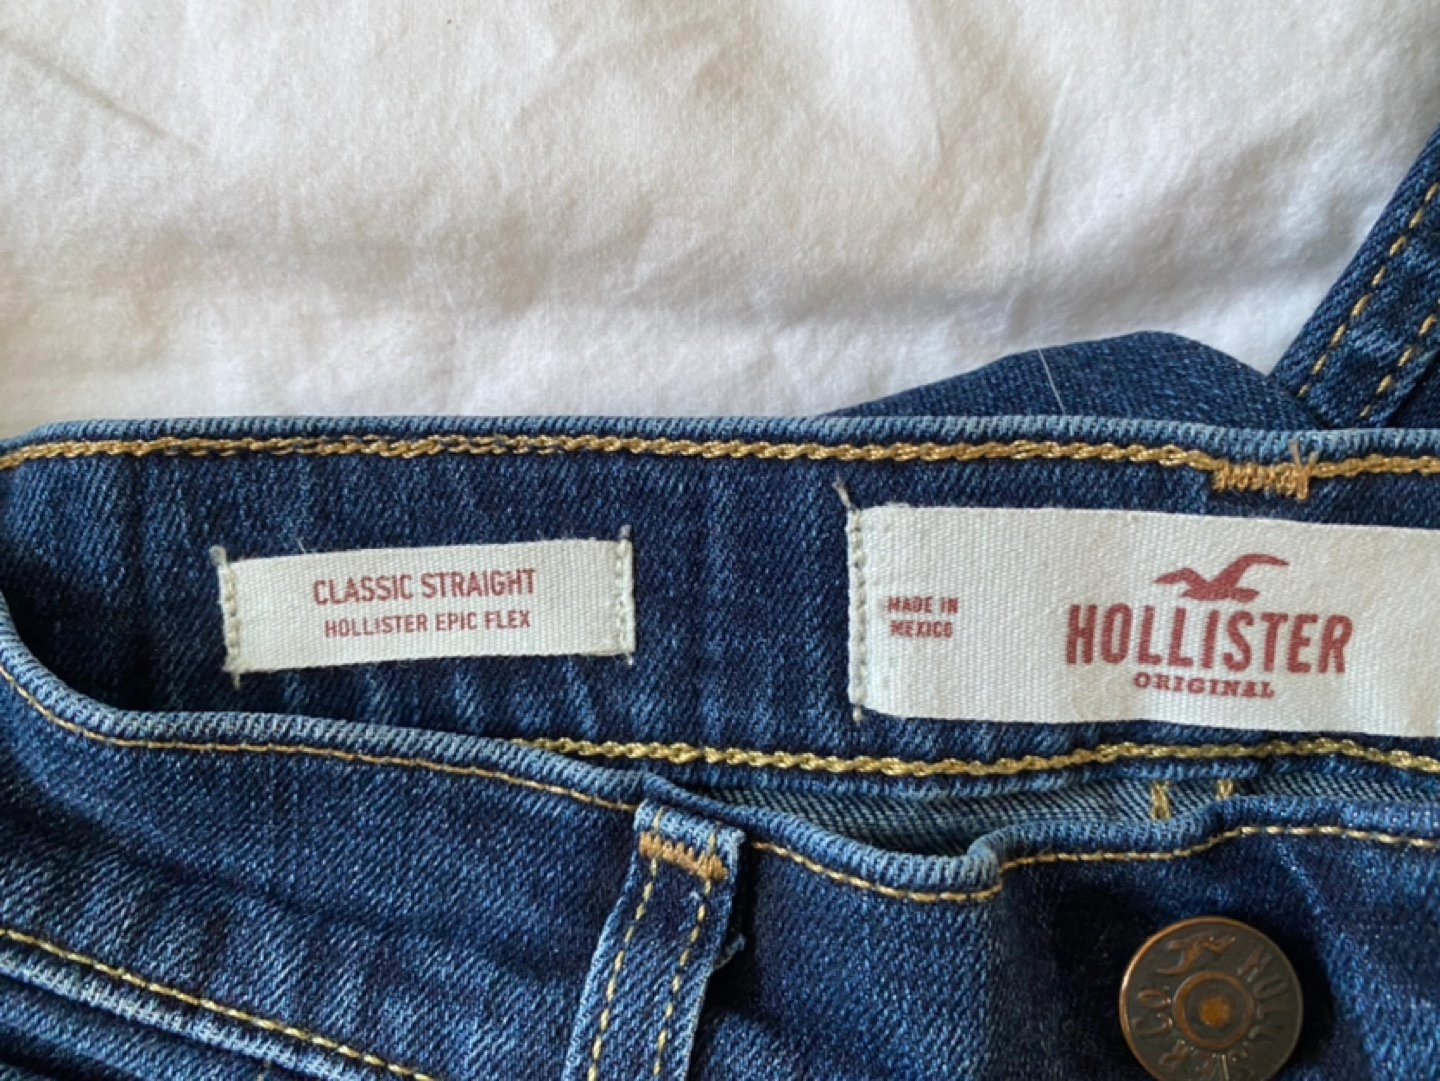 CLASSIC STRAIGHT
HOLLISTER EPIC FLEX
MADE IN
MEXICO
HOLLISTER
ORIGINAL